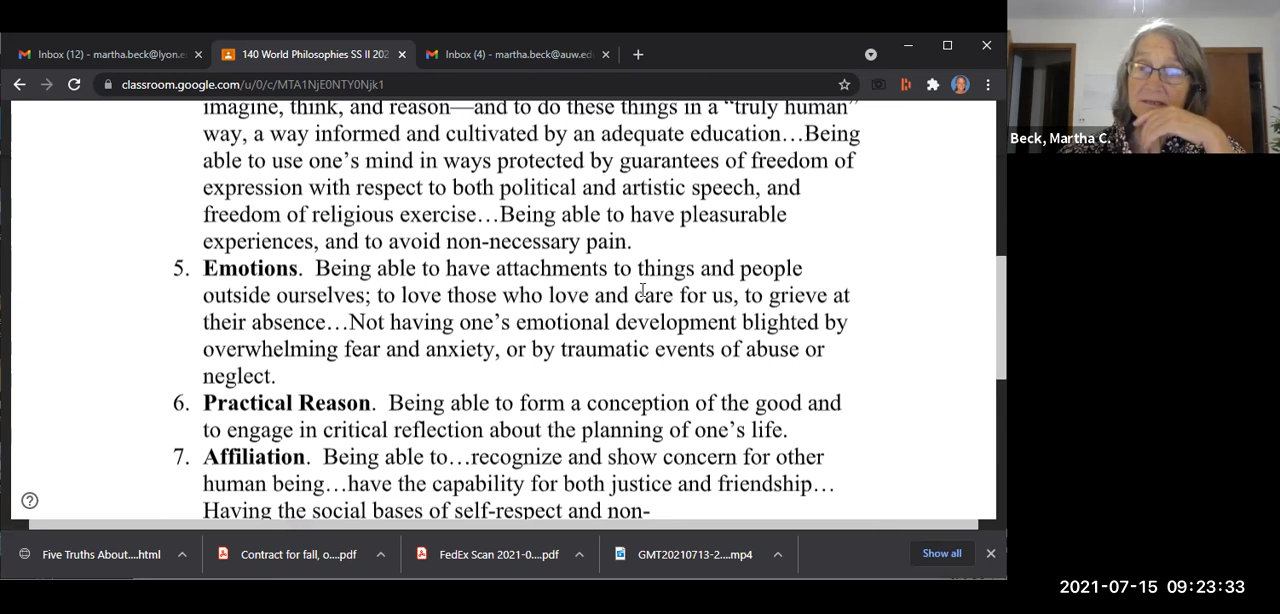 Inbox (12) - martha.beck@lyon.e
140 World Philosophies SS II 202
Inbox (4) - martha.beck@auw.ed
classroom.google.com/u/0/c/MTA1NjE0NTY0Njk1
Beck, Martha C.
imagine, think, and reason—and to do these things in a “truly human”
way, a way informed and cultivated by an adequate education…Being
able to use one’s mind in ways protected by guarantees of freedom of
expression with respect to both political and artistic speech, and
freedom of religious exercise…Being able to have pleasurable
experiences, and to avoid non-necessary pain.
5. Emotions. Being able to have attachments to things and people
outside ourselves; to love those who love and care for us, to grieve at
their absence…Not having one’s emotional development blighted by
overwhelming fear and anxiety, or by traumatic events of abuse or
neglect.
6. Practical Reason. Being able to form a conception of the good and
to engage in critical reflection about the planning of one’s life.
7. Affiliation. Being able to…recognize and show concern for other
human being…have the capability for both justice and friendship…
Having the social bases of self-respect and non-
Five Truths About....html
Contract for fall, o....pdf
FedEx Scan 2021-0....pdf
GMT20210713-2....mp4
Show all
2021-07-15 09:23:33